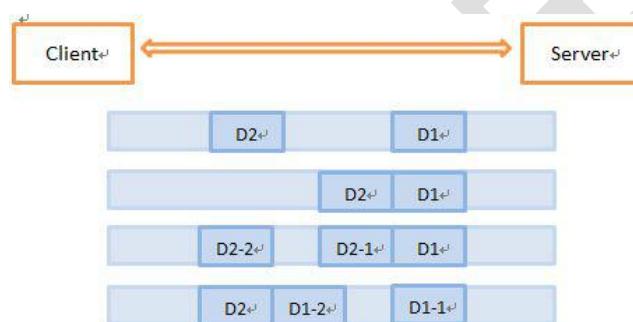 Client
Server
D2 D1
D2 D1
D2-2 D2-1 D1
D2 D1-2 D1-1